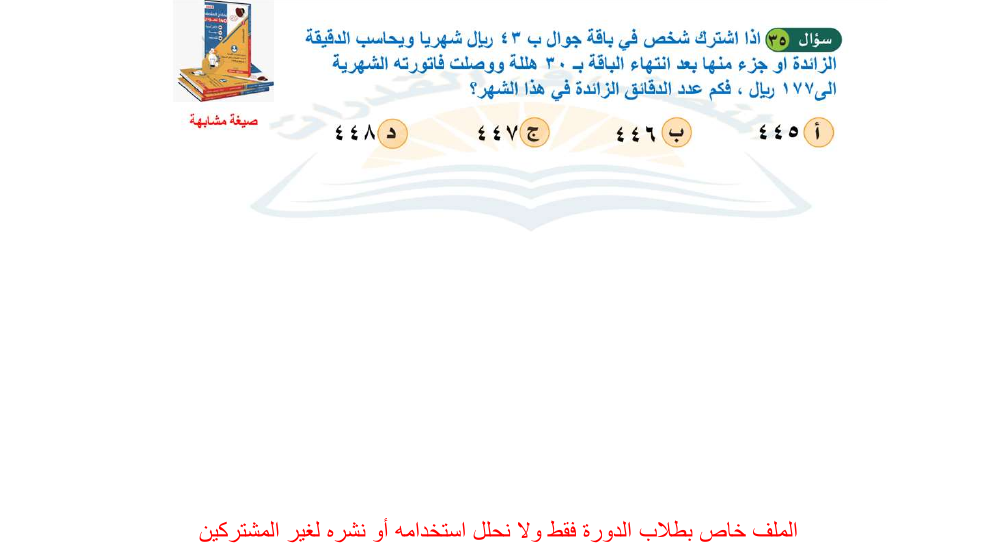 سؤال ٣٥ اذا اشترك شخص في باقة جوال ب ٤٣ ريال شهريا ويحاسب الدقيقة
الزائدة او جزء منها بعد انتهاء الباقة بـ ٣٠ هللة ووصلت فاتورته الشهرية
الى١٧٧ ريال ، فكم عدد الدقائق الزائدة في هذا الشهر؟
أ ٤٤٥ ب ٤٤٦ ج ٤٤٧ د ٤٤٨
صيغة مشابهة
الملف خاص بطلاب الدورة فقط ولا نحلل استخدامه أو نشره لغير المشتركين